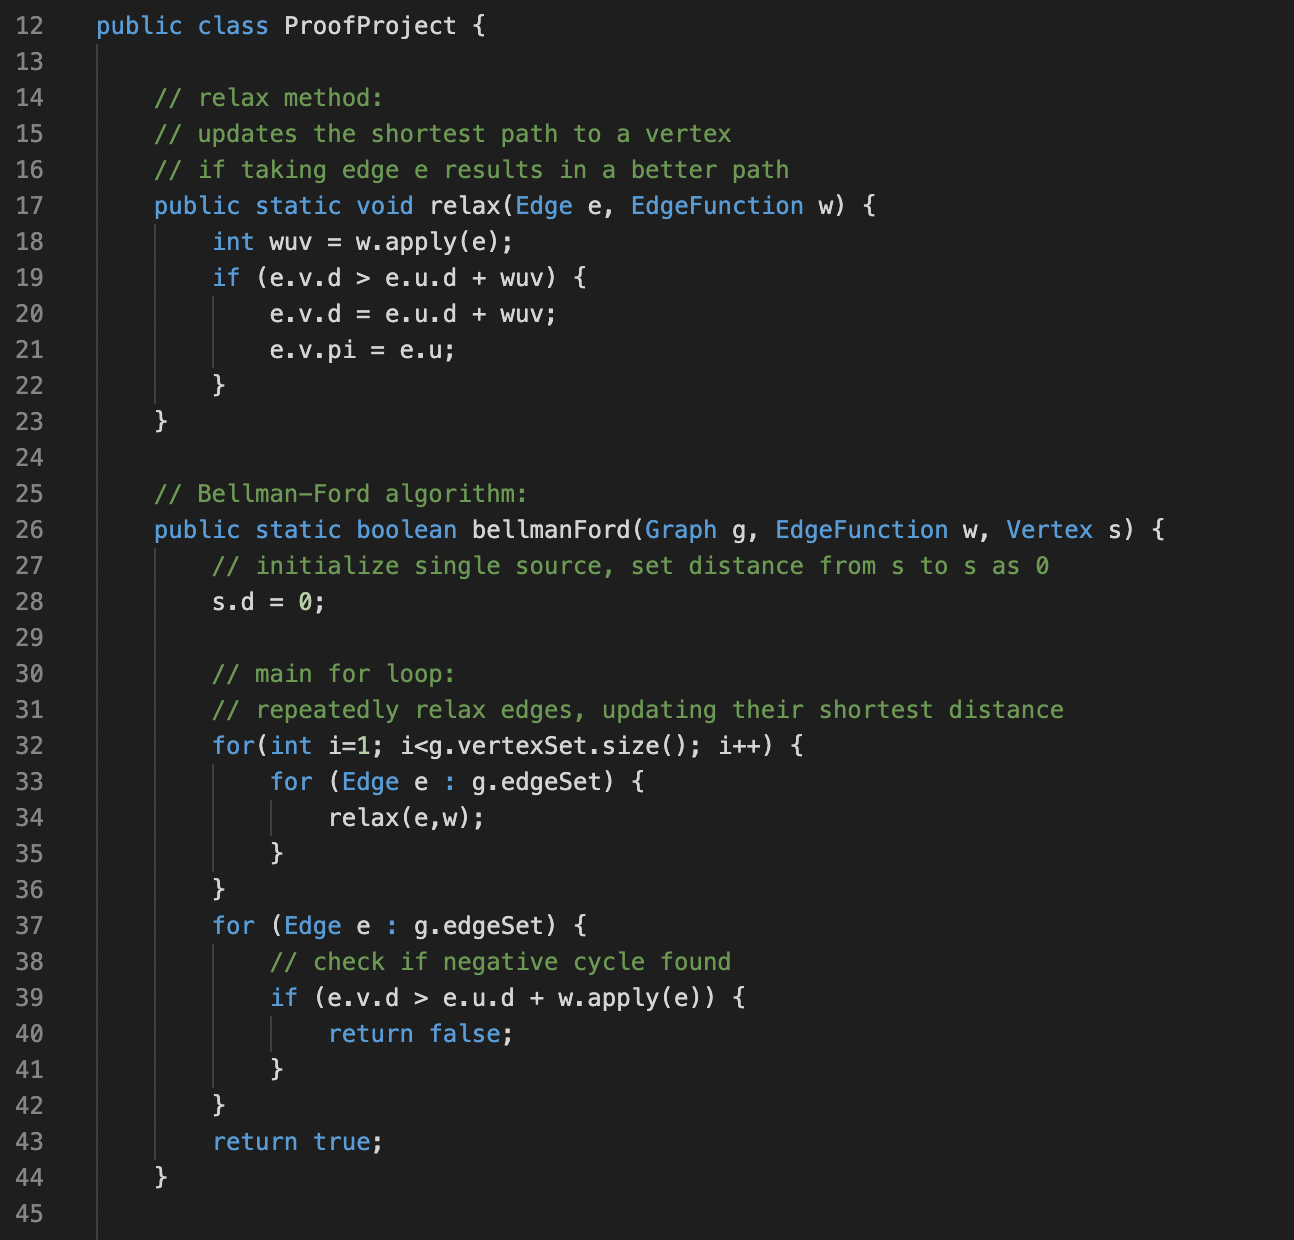 12 public class ProofProject {
13
14 // relax method:
15 // updates the shortest path to a vertex
16 // if taking edge e results in a better path
17 public static void relax(Edge e, EdgeFunction w) {
18 int wuv = w.apply(e);
19 if (e.v.d > e.u.d + wuv) {
20 e.v.d = e.u.d + wuv;
21 e.v.pi = e.u;
22 }
23 }
24
25 // Bellman-Ford algorithm:
26 public static boolean bellmanFord(Graph g, EdgeFunction w, Vertex s) {
27 // initialize single source, set distance from s to s as 0
28 s.d = 0;
29
30 // main for loop:
31 // repeatedly relax edges, updating their shortest distance
32 for(int i=1; i<g.vertexSet.size(); i++) {
33 for (Edge e : g.edgeSet) {
34 relax(e,w);
35 }
36 }
37 for (Edge e : g.edgeSet) {
38 // check if negative cycle found
39 if (e.v.d > e.u.d + w.apply(e)) {
40 return false;
41 }
42 }
43 return true;
44 }
45